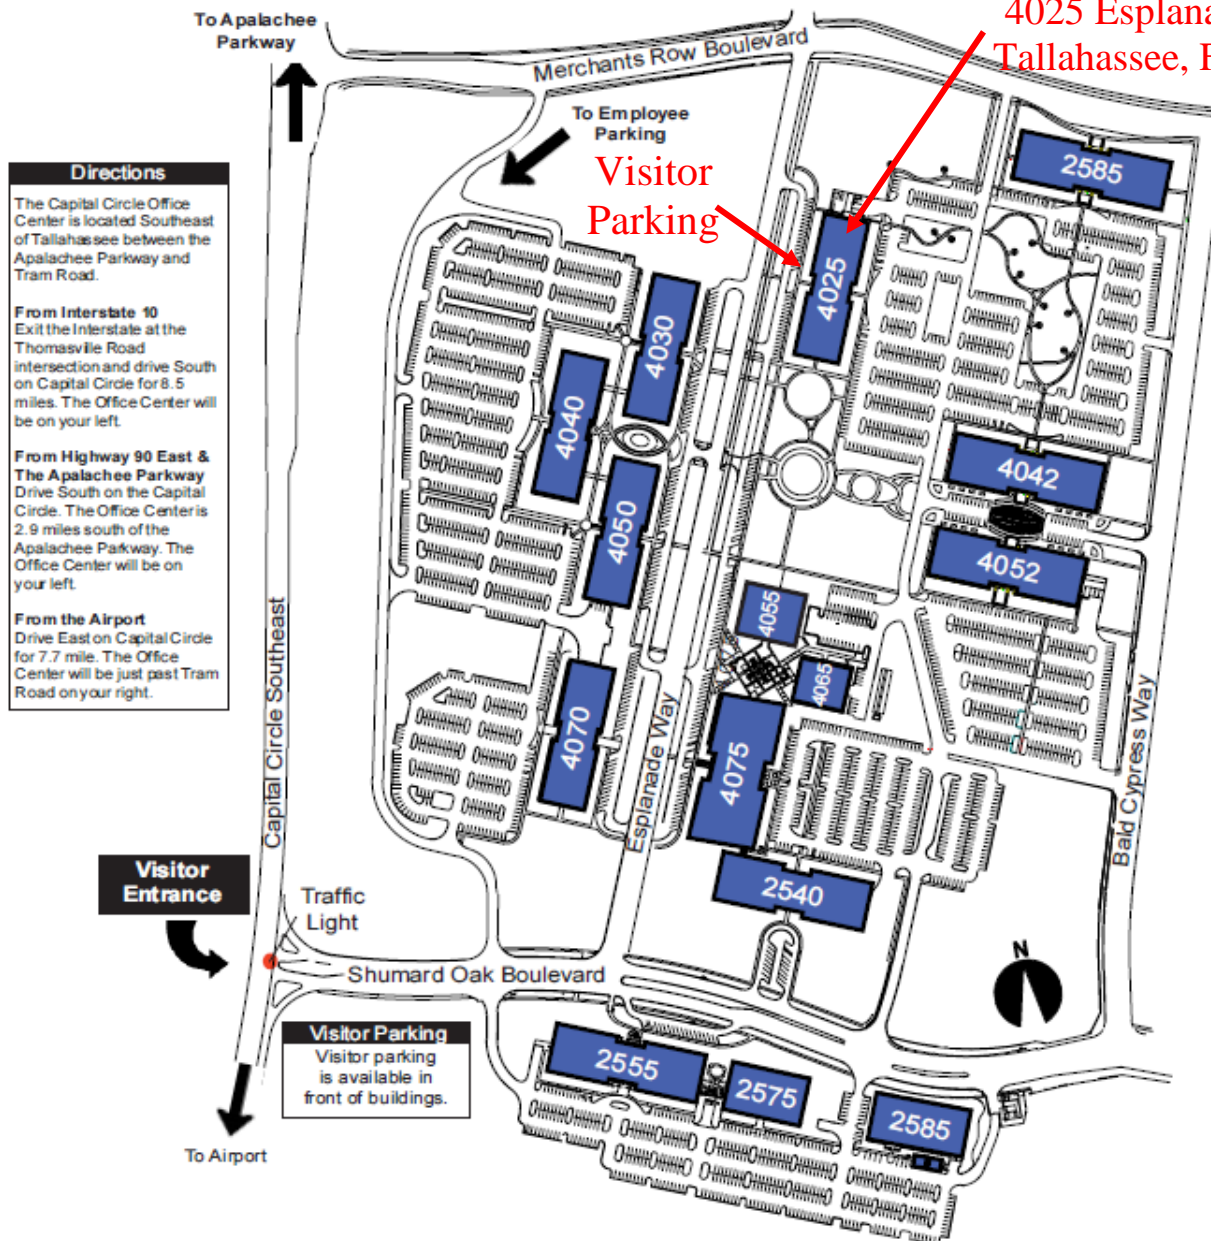 To Apalachee
Parkway
Merchants Row Boulevard
4025 Esplana
Tallahassee, F
To Employee
Parking
Visitor
Parking
Directions
The Capital Circle Office
Center is located Southeast
of Tallahassee between the
Apalachee Parkway and
Tram Road.
From Interstate 10
Exit the Interstate at the
Thomasville Road
intersection and drive South
on Capital Circle for 8.5
miles. The Office Center will
be on your left.
From Highway 90 East &
The Apalachee Parkway
Drive South on the Capital
Circle. The Office Center is
2.9 miles south of the
Apalachee Parkway. The
Office Center will be on
your left.
From the Airport
Drive East on Capital Circle
for 7.7 mile. The Office
Center will be just past Tram
Road on your right.
2585
4025
4030
4040
4050
4042
4052
4055
4065
4070
4075
2540
Capital Circle Southeast
Esplanade Way
Bald Cypress Way
Visitor
Entrance
Traffic
Light
Shumard Oak Boulevard
N
Visitor Parking
Visitor parking
is available in
front of buildings.
2555
2575
2585
To Airport